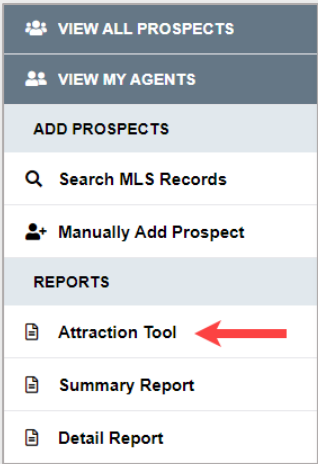 VIEW ALL PROSPECTS
VIEW MY AGENTS
ADD PROSPECTS
Search MLS Records
Manually Add Prospect
REPORTS
Attraction Tool
Summary Report
Detail Report